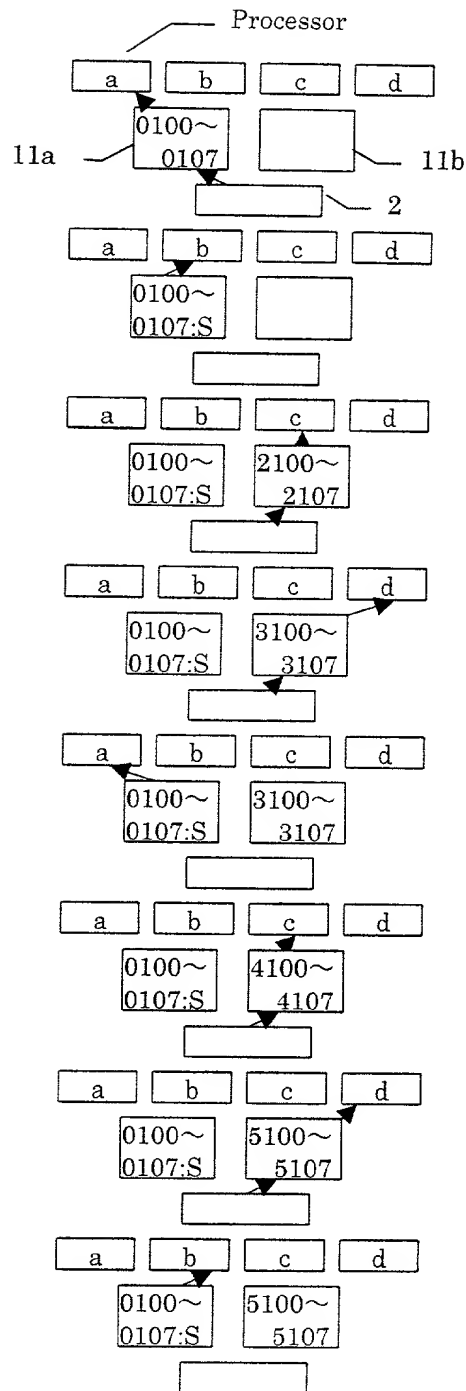 Processor
a b c d
11a 0100～ 11b
0107
2
a b c d
0100～
0107:S
a b c d
0100～ 2100～
0107:S 2107
a b c d
0100～ 3100～
0107:S 3107
a b c d
0100～ 3100～
0107:S 3107
a b c d
0100～ 4100～
0107:S 4107
a b c d
0100～ 5100～
0107:S 5107
a b c d
0100～ 5100～
0107:S 5107